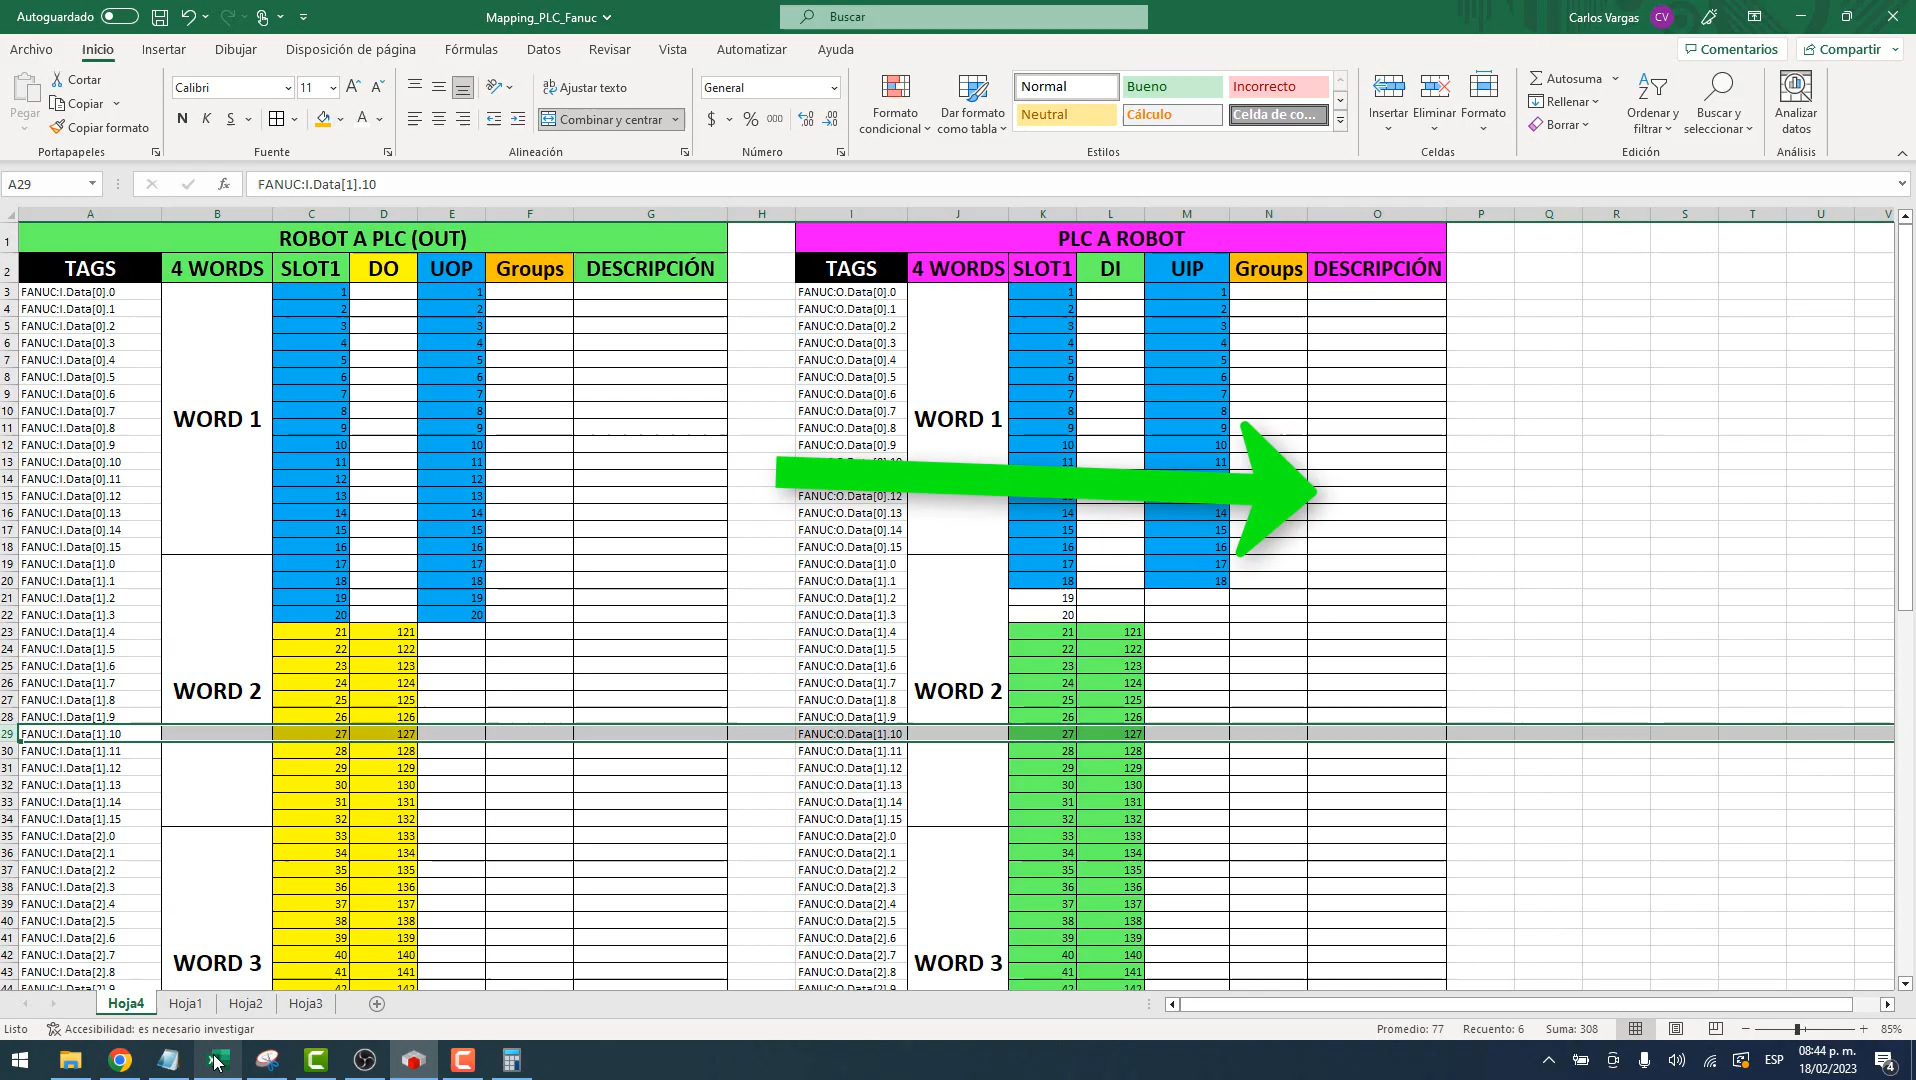 Autoguardado
Mapping_PLC_Fanuc
Buscar
Carlos Vargas CV
Archivo Inicio Insertar Dibujar Disposición de página Fórmulas Datos Revisar Vista Automatizar Ayuda
Comentarios Compartir
Pegar
Cortar
Copiar
Copiar formato
Portapapeles
Calibri 11
N K S
Fuente
Ajustar texto
Combinar y centrar
Alineación
General
$ % 000
Número
Formato condicional
Dar formato como tabla
Normal Bueno Incorrecto
Neutral Cálculo Celda de co...
Estilos
Insertar Eliminar Formato
Celdas
Autosuma
Rellenar
Borrar
Ordenar y filtrar
Buscar y seleccionar
Edición
Analizar datos
Análisis
A29 fx FANUC:I.Data[1].10
A B C D E F G H I J K L M N O P Q R S T U V
1 ROBOT A PLC (OUT) PLC A ROBOT
2 TAGS 4 WORDS SLOT1 DO UOP Groups DESCRIPCIÓN TAGS 4 WORDS SLOT1 DI UIP Groups DESCRIPCIÓN
3 FANUC:I.Data[0].0 1 1 FANUC:O.Data[0].0 1 1
4 FANUC:I.Data[0].1 2 2 FANUC:O.Data[0].1 2 2
5 FANUC:I.Data[0].2 3 3 FANUC:O.Data[0].2 3 3
6 FANUC:I.Data[0].3 4 4 FANUC:O.Data[0].3 4 4
7 FANUC:I.Data[0].4 5 5 FANUC:O.Data[0].4 5 5
8 FANUC:I.Data[0].5 6 6 FANUC:O.Data[0].5 6 6
9 FANUC:I.Data[0].6 7 7 FANUC:O.Data[0].6 7 7
10 FANUC:I.Data[0].7 WORD 1 8 8 FANUC:O.Data[0].7 WORD 1 8 8
11 FANUC:I.Data[0].8 9 9 FANUC:O.Data[0].8 9 9
12 FANUC:I.Data[0].9 10 10 FANUC:O.Data[0].9 10 10
13 FANUC:I.Data[0].10 11 11 FANUC:O.Data[0].10 11 11
14 FANUC:I.Data[0].11 12 12
15 FANUC:I.Data[0].12 13 13 FANUC:O.Data[0].12
16 FANUC:I.Data[0].13 14 14 FANUC:O.Data[0].13 14 14
17 FANUC:I.Data[0].14 15 15 FANUC:O.Data[0].14 15 15
18 FANUC:I.Data[0].15 16 16 FANUC:O.Data[0].15 16 16
19 FANUC:I.Data[1].0 17 17 FANUC:O.Data[1].0 17 17
20 FANUC:I.Data[1].1 18 18 FANUC:O.Data[1].1 18 18
21 FANUC:I.Data[1].2 19 19 FANUC:O.Data[1].2 19
22 FANUC:I.Data[1].3 20 20 FANUC:O.Data[1].3 20
23 FANUC:I.Data[1].4 21 121 FANUC:O.Data[1].4 21 121
24 FANUC:I.Data[1].5 22 122 FANUC:O.Data[1].5 22 122
25 FANUC:I.Data[1].6 23 123 FANUC:O.Data[1].6 23 123
26 FANUC:I.Data[1].7 WORD 2 24 124 FANUC:O.Data[1].7 WORD 2 24 124
27 FANUC:I.Data[1].8 25 125 FANUC:O.Data[1].8 25 125
28 FANUC:I.Data[1].9 26 126 FANUC:O.Data[1].9 26 126
29 FANUC:I.Data[1].10 27 127 FANUC:O.Data[1].10 27 127
30 FANUC:I.Data[1].11 28 128 FANUC:O.Data[1].11 28 128
31 FANUC:I.Data[1].12 29 129 FANUC:O.Data[1].12 29 129
32 FANUC:I.Data[1].13 30 130 FANUC:O.Data[1].13 30 130
33 FANUC:I.Data[1].14 31 131 FANUC:O.Data[1].14 31 131
34 FANUC:I.Data[1].15 32 132 FANUC:O.Data[1].15 32 132
35 FANUC:I.Data[2].0 33 133 FANUC:O.Data[2].0 33 133
36 FANUC:I.Data[2].1 34 134 FANUC:O.Data[2].1 34 134
37 FANUC:I.Data[2].2 35 135 FANUC:O.Data[2].2 35 135
38 FANUC:I.Data[2].3 36 136 FANUC:O.Data[2].3 36 136
39 FANUC:I.Data[2].4 37 137 FANUC:O.Data[2].4 37 137
40 FANUC:I.Data[2].5 38 138 FANUC:O.Data[2].5 38 138
41 FANUC:I.Data[2].6 39 139 FANUC:O.Data[2].6 39 139
42 FANUC:I.Data[2].7 WORD 3 40 140 FANUC:O.Data[2].7 WORD 3 40 140
43 FANUC:I.Data[2].8 41 141 FANUC:O.Data[2].8 41 141
44 FANUC:I.Data[2].9 42 142 FANUC:O.Data[2].9 42 142
Hoja4 Hoja1 Hoja2 Hoja3
Listo Accesibilidad: es necesario investigar Promedio: 77 Recuento: 6 Suma: 308 85%
ESP 08:44 p. m.
18/02/2023 4